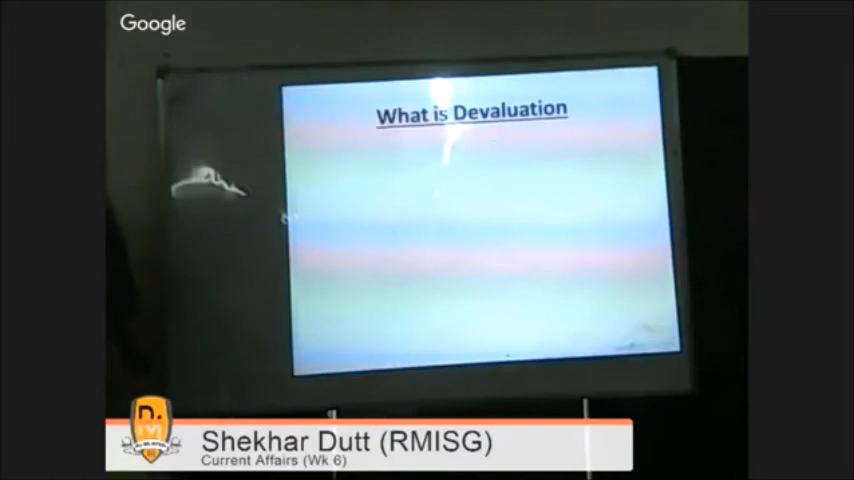 Google
What is Devaluation
Shekhar Dutt (RMISG)
Current Affairs (Wk 6)